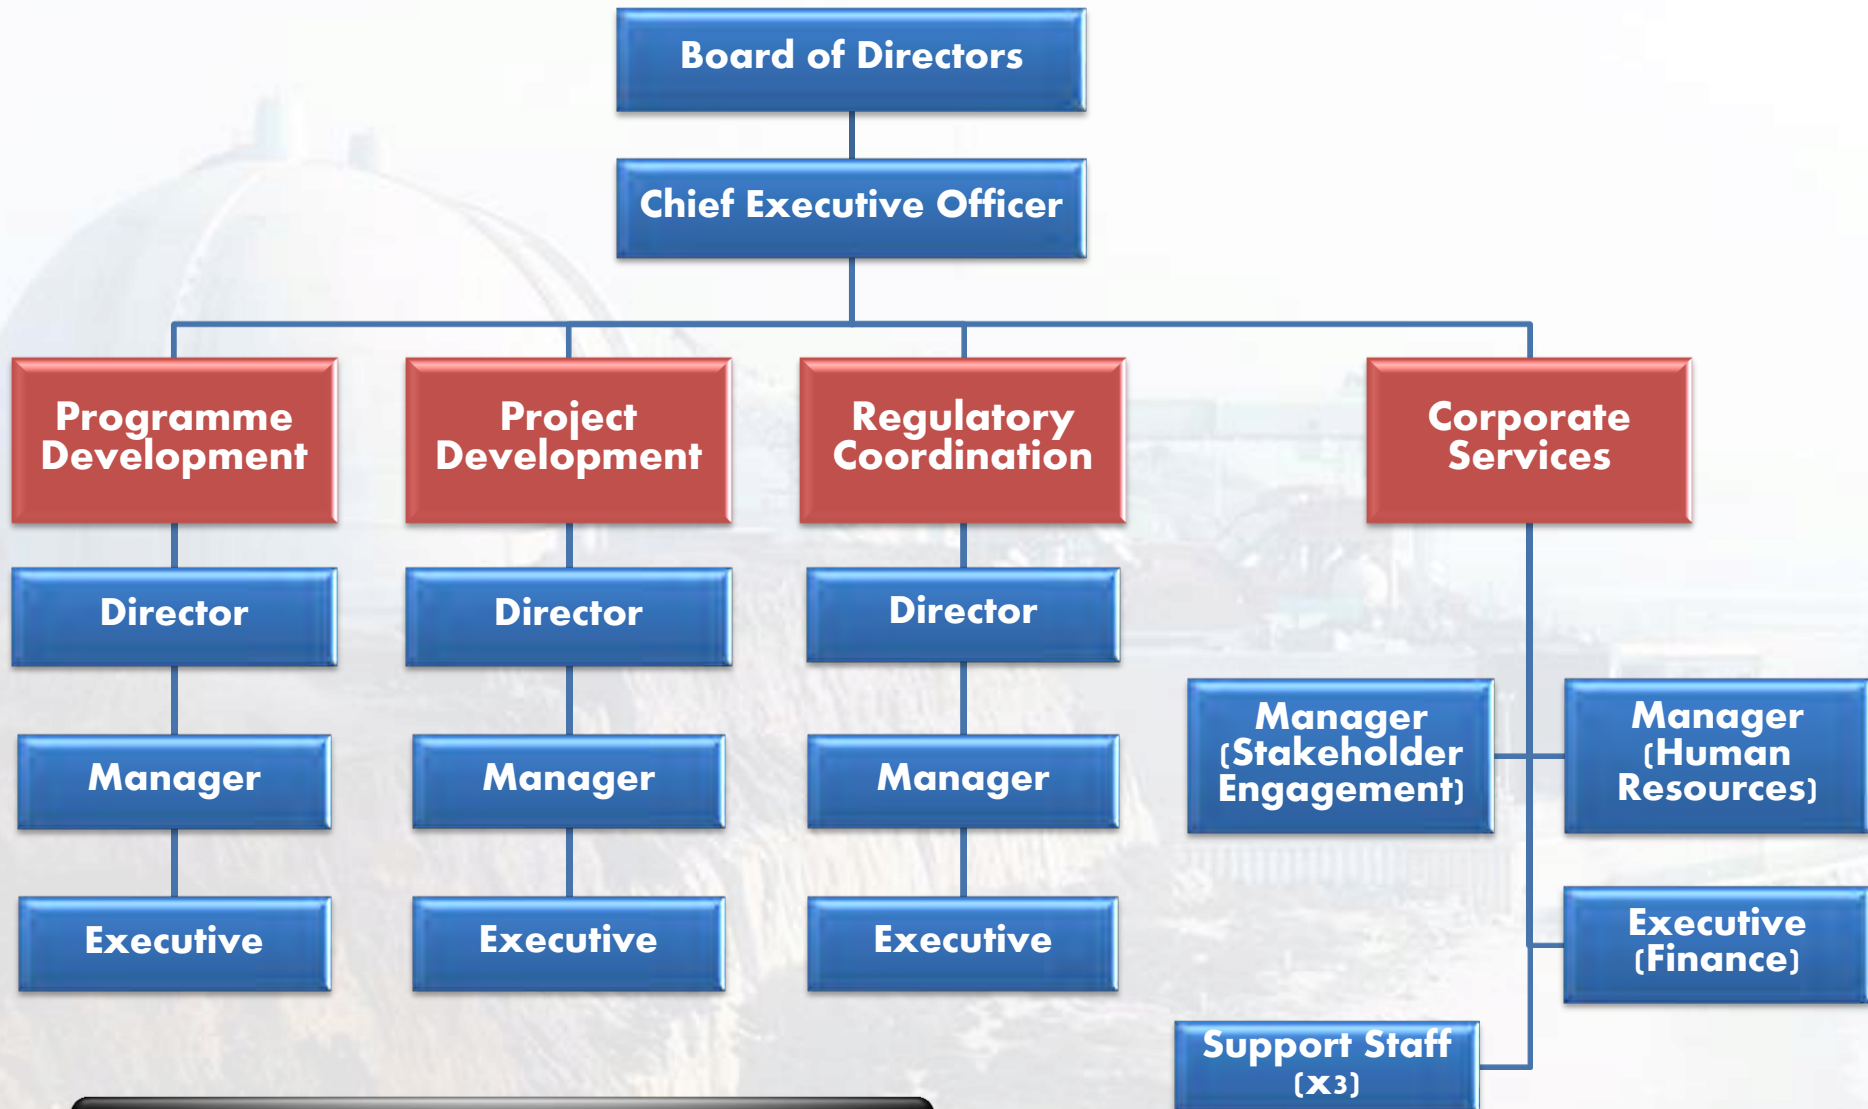 Board of Directors
Chief Executive Officer
Programme
Development
Project
Development
Regulatory
Coordination
Corporate
Services
Director
Director
Director
Manager
(Stakeholder
Engagement)
Manager
(Human
Resources)
Manager
Manager
Manager
Executive
Executive
Executive
Executive
(Finance)
Support Staff
(x3)